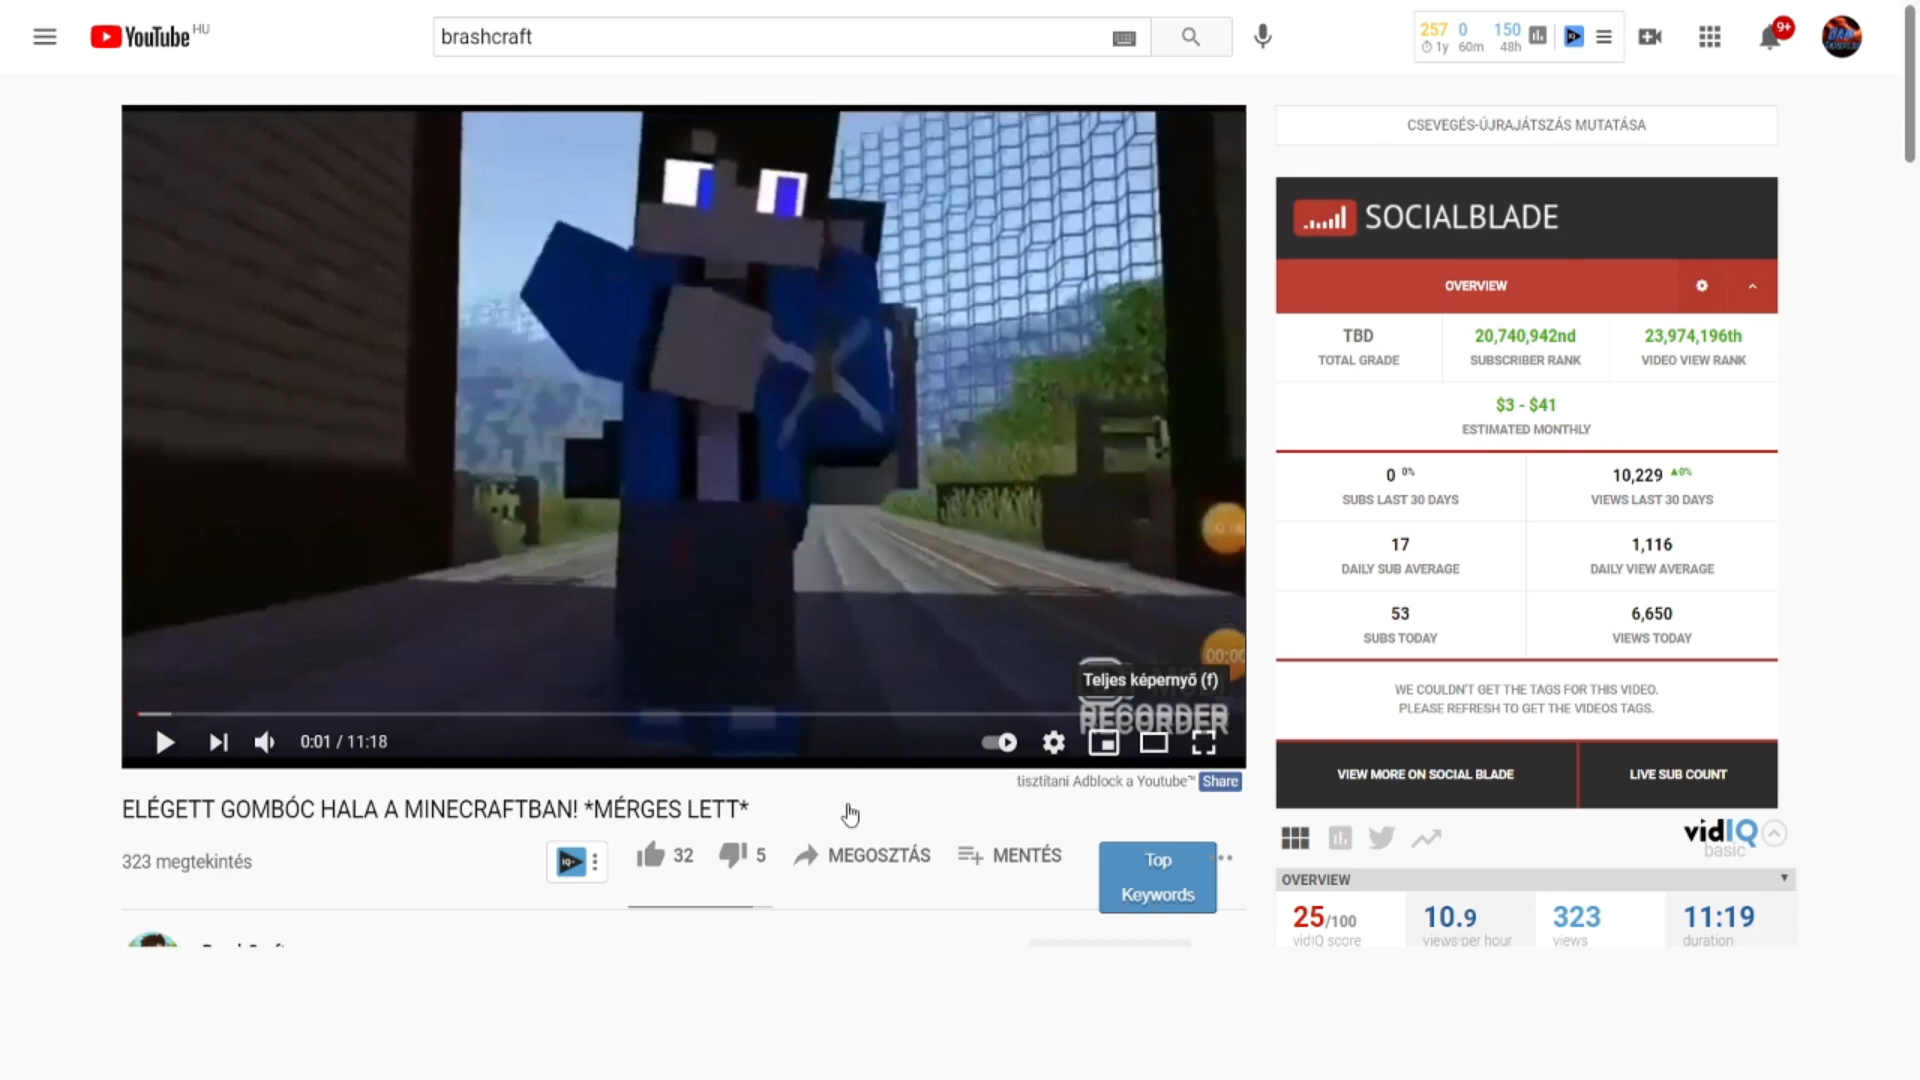 YouTube HU
brashcraft
257 0 150
1y 60m 48h
9+
CSEVEGÉS-ÚJRAJÁTSZÁS MUTATÁSA
SOCIALBLADE
OVERVIEW
TBD
TOTAL GRADE
20,740,942nd
SUBSCRIBER RANK
23,974,196th
VIDEO VIEW RANK
$3 - $41
ESTIMATED MONTHLY
0 0%
SUBS LAST 30 DAYS
10,229 ▲0%
VIEWS LAST 30 DAYS
17
DAILY SUB AVERAGE
1,116
DAILY VIEW AVERAGE
53
SUBS TODAY
6,650
VIEWS TODAY
WE COULDN'T GET THE TAGS FOR THIS VIDEO.
PLEASE REFRESH TO GET THE VIDEOS TAGS.
VIEW MORE ON SOCIAL BLADE
LIVE SUB COUNT
00:00
Teljes képernyő (f)
RECORDER
0:01 / 11:18
tisztítani Adblock a Youtube™ Share
ELÉGETT GOMBÓC HALA A MINECRAFTBAN! *MÉRGES LETT*
323 megtekintés
IQ
32
5
MEGOSZTÁS
MENTÉS
Top
Keywords
vidIQ
basic
OVERVIEW
25/100
vidIQ score
10.9
views per hour
323
views
11:19
duration